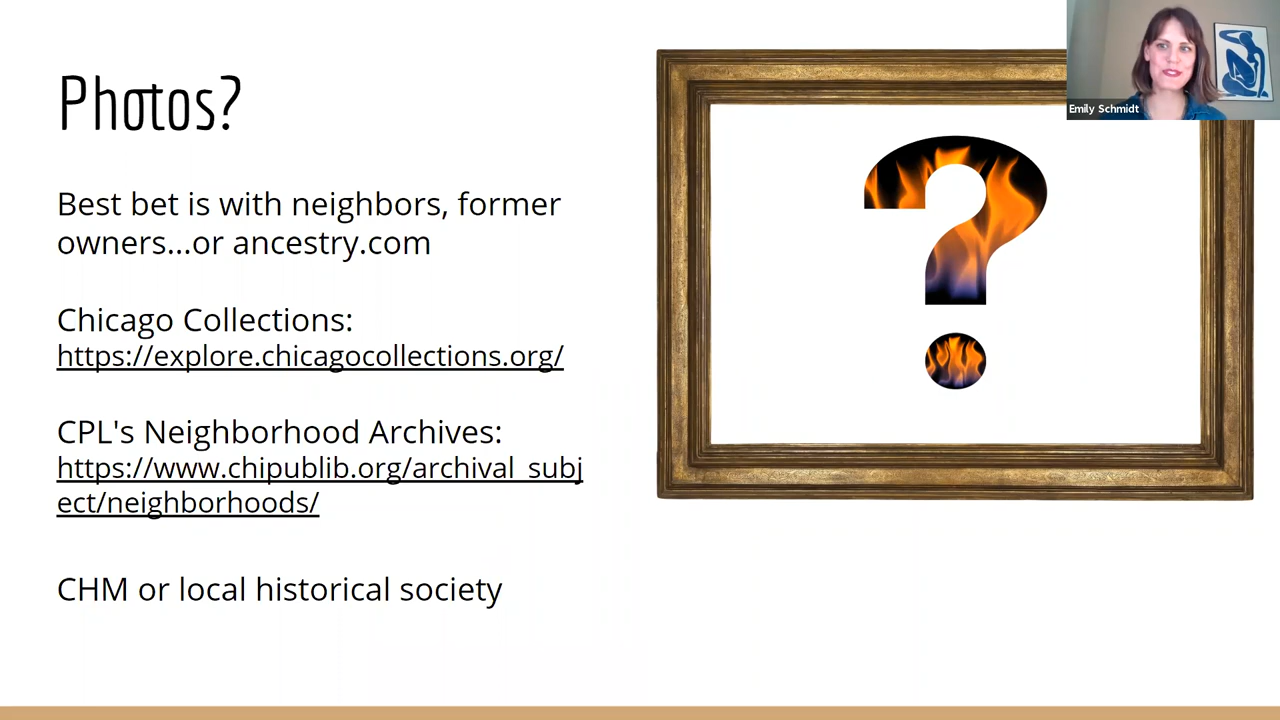 Photos?
Best bet is with neighbors, former
owners...or ancestry.com
Chicago Collections:
https://explore.chicagocollections.org/
CPL's Neighborhood Archives:
https://www.chipublib.org/archival_subj
ect/neighborhoods/
CHM or local historical society
Emily Schmidt
?